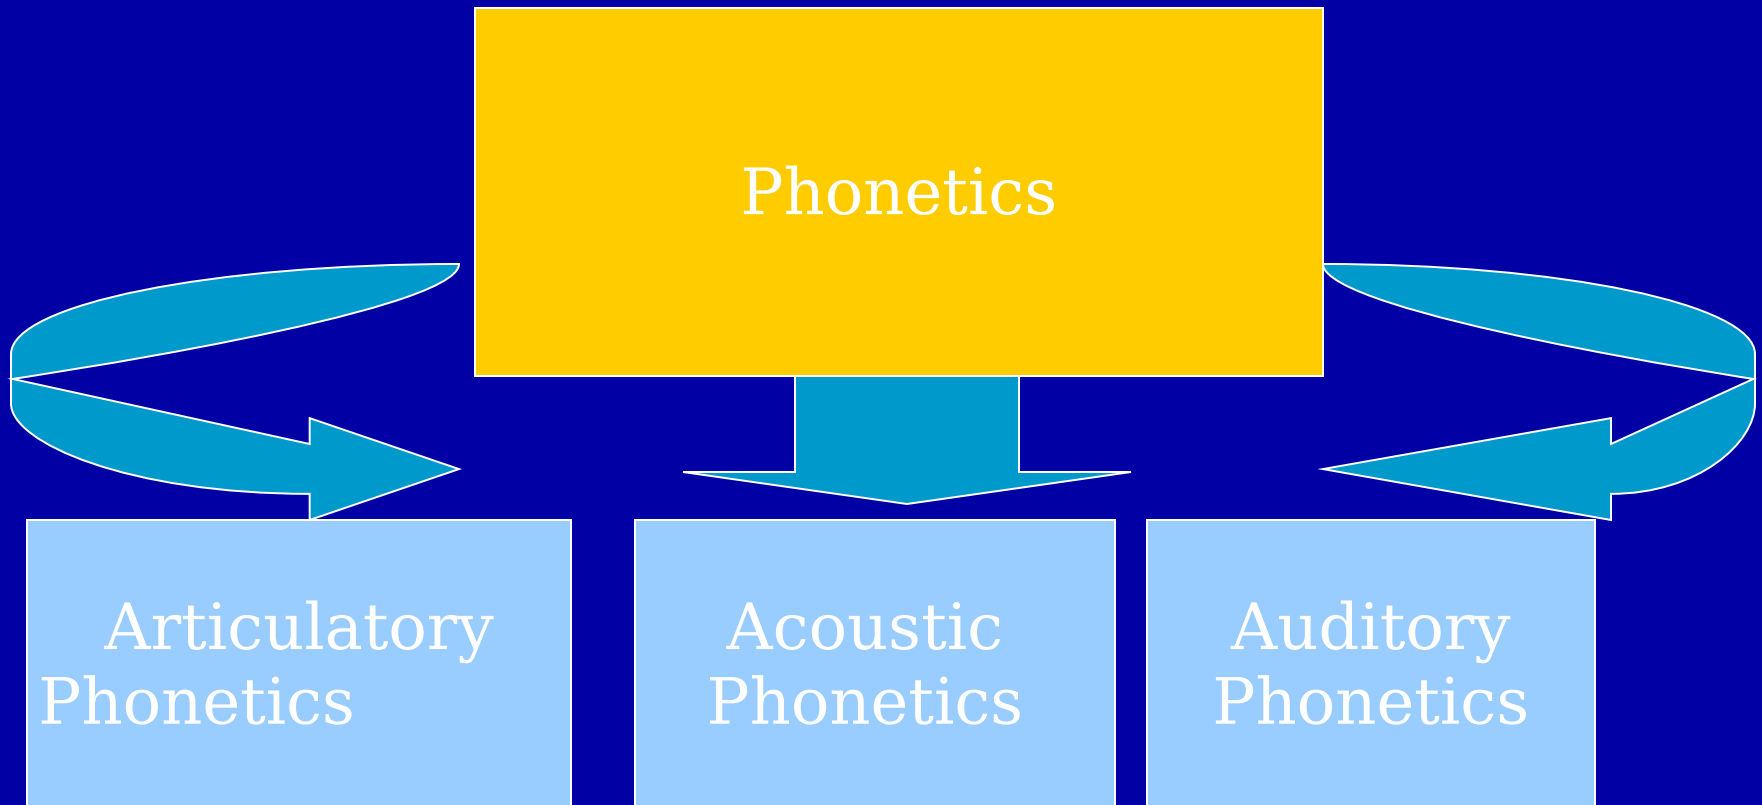 Phonetics
Articulatory
Phonetics
Acoustic
Phonetics
Auditory
Phonetics